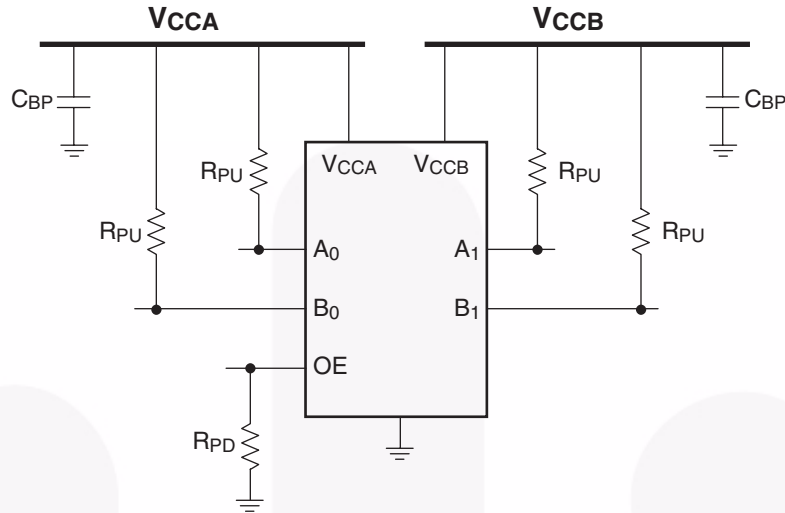 VCCA VCCB
CBP CBP
VCCA VCCB
RPU RPU
RPU RPU
A0 A1
B0 B1
OE
RPD